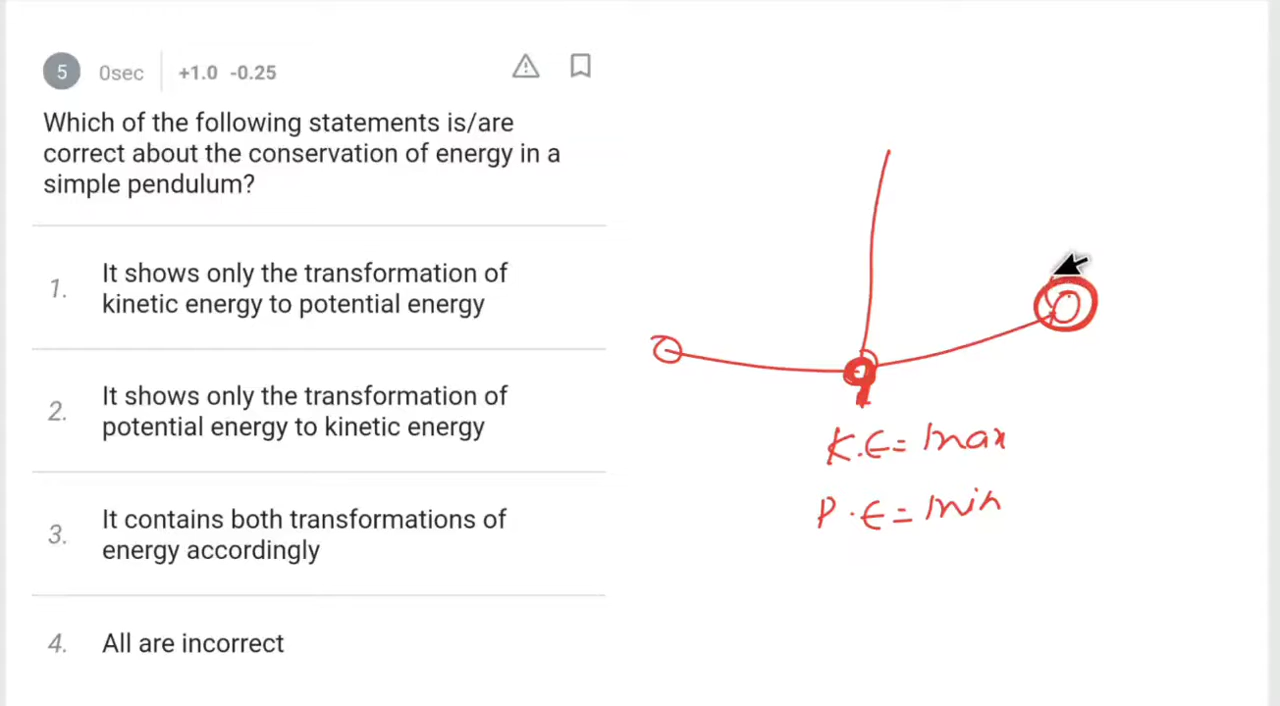 5 0sec +1.0 -0.25
Which of the following statements is/are
correct about the conservation of energy in a
simple pendulum?
1. It shows only the transformation of
kinetic energy to potential energy
2. It shows only the transformation of
potential energy to kinetic energy
3. It contains both transformations of
energy accordingly
4. All are incorrect
K.E = max
P.E = min